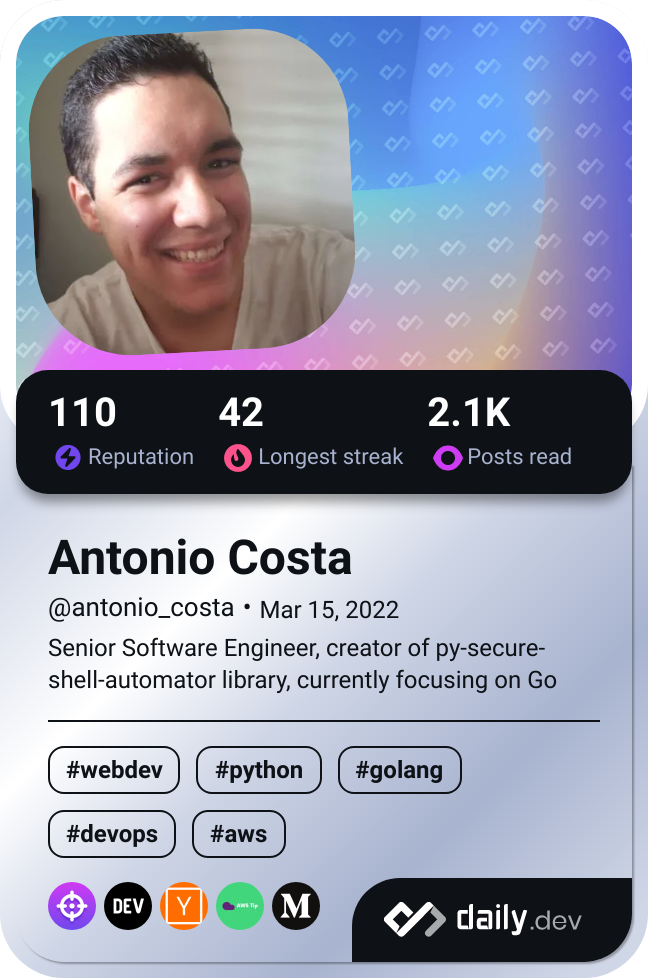 110 42 2.1K
Reputation Longest streak Posts read
Antonio Costa
@antonio_costa • Mar 15, 2022
Senior Software Engineer, creator of py-secure-
shell-automator library, currently focusing on Go
#webdev #python #golang
#devops #aws
DEV Y AWS Tip M
daily.dev